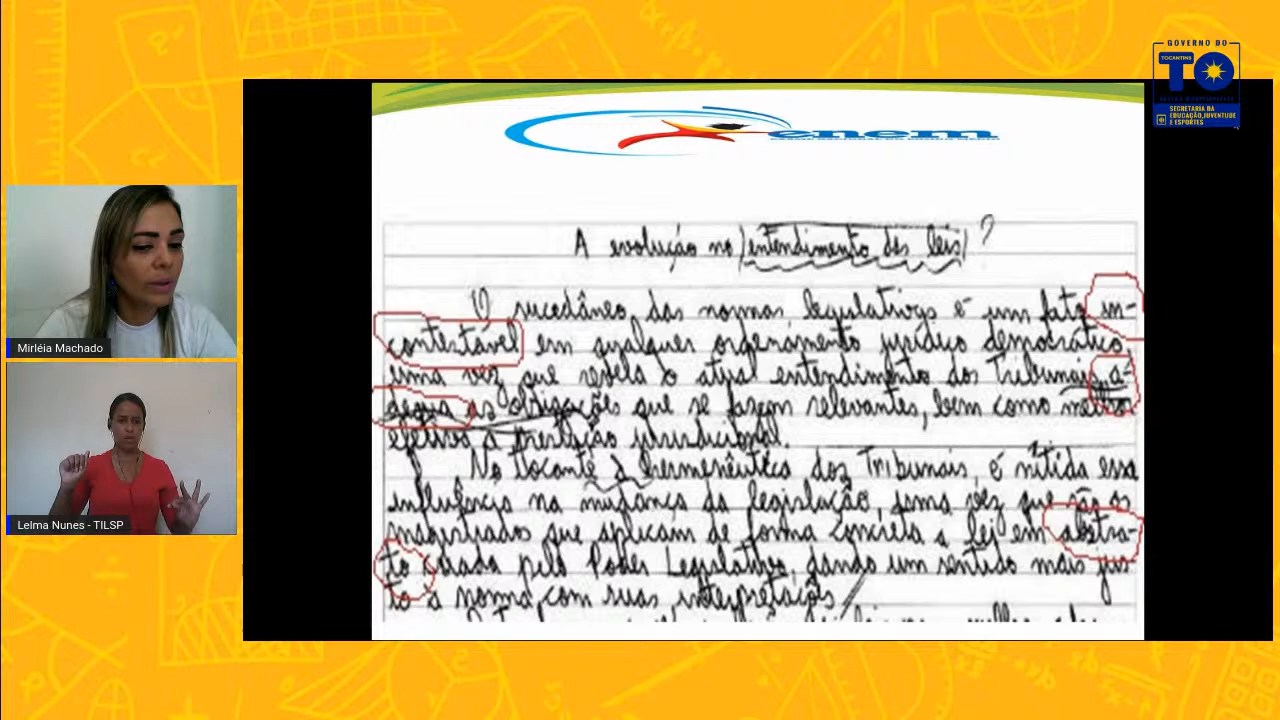 GOVERNO DO
TOCANTINS
TO
SECRETARIA DA
EDUCAÇÃO, JUVENTUDE
E ESPORTES
enem
A evolução no entendimento das leis ?
O sucedâneo das normas legislativas é um fato in-
contestável em qualquer ordenamento jurídico democrático,
uma vez que revela o atual entendimento dos Tribunais, a-
dequa as obrigações que se fazem relevantes, bem como
efetivo a prestação jurisdicional.
No tocante à hermenêutica dos Tribunais, é nítida essa
influência na mudança da legislação, uma vez que são os
magistrados que aplicam de forma concreta a lei em abstra-
to pelo Poder Legislativo, dando um sentido mais jus-
to a norma, com suas interpretações
Mirléia Machado
Lelma Nunes - TILSP